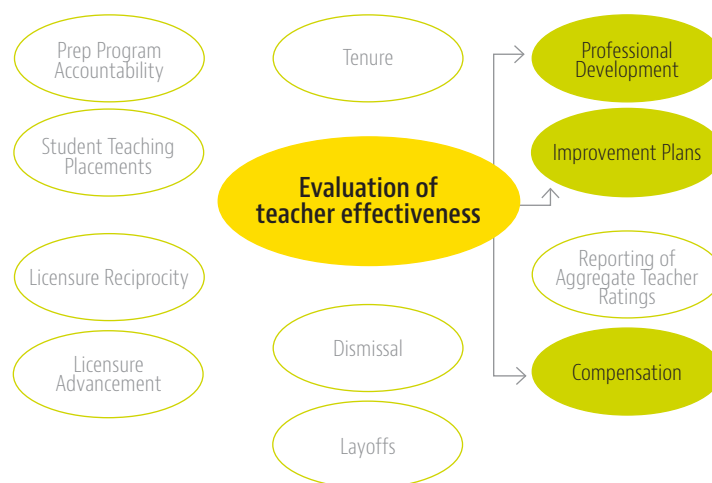 Prep Program
Accountability
Tenure
Professional
Development
Student Teaching
Placements
Improvement Plans
Evaluation of
teacher effectiveness
Licensure Reciprocity
Reporting of
Aggregate Teacher
Ratings
Dismissal
Licensure
Advancement
Compensation
Layoffs